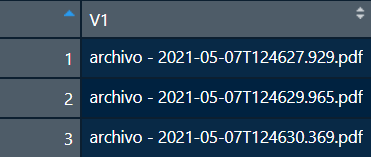 V1
1 archivo - 2021-05-07T124627.929.pdf
2 archivo - 2021-05-07T124629.965.pdf
3 archivo - 2021-05-07T124630.369.pdf